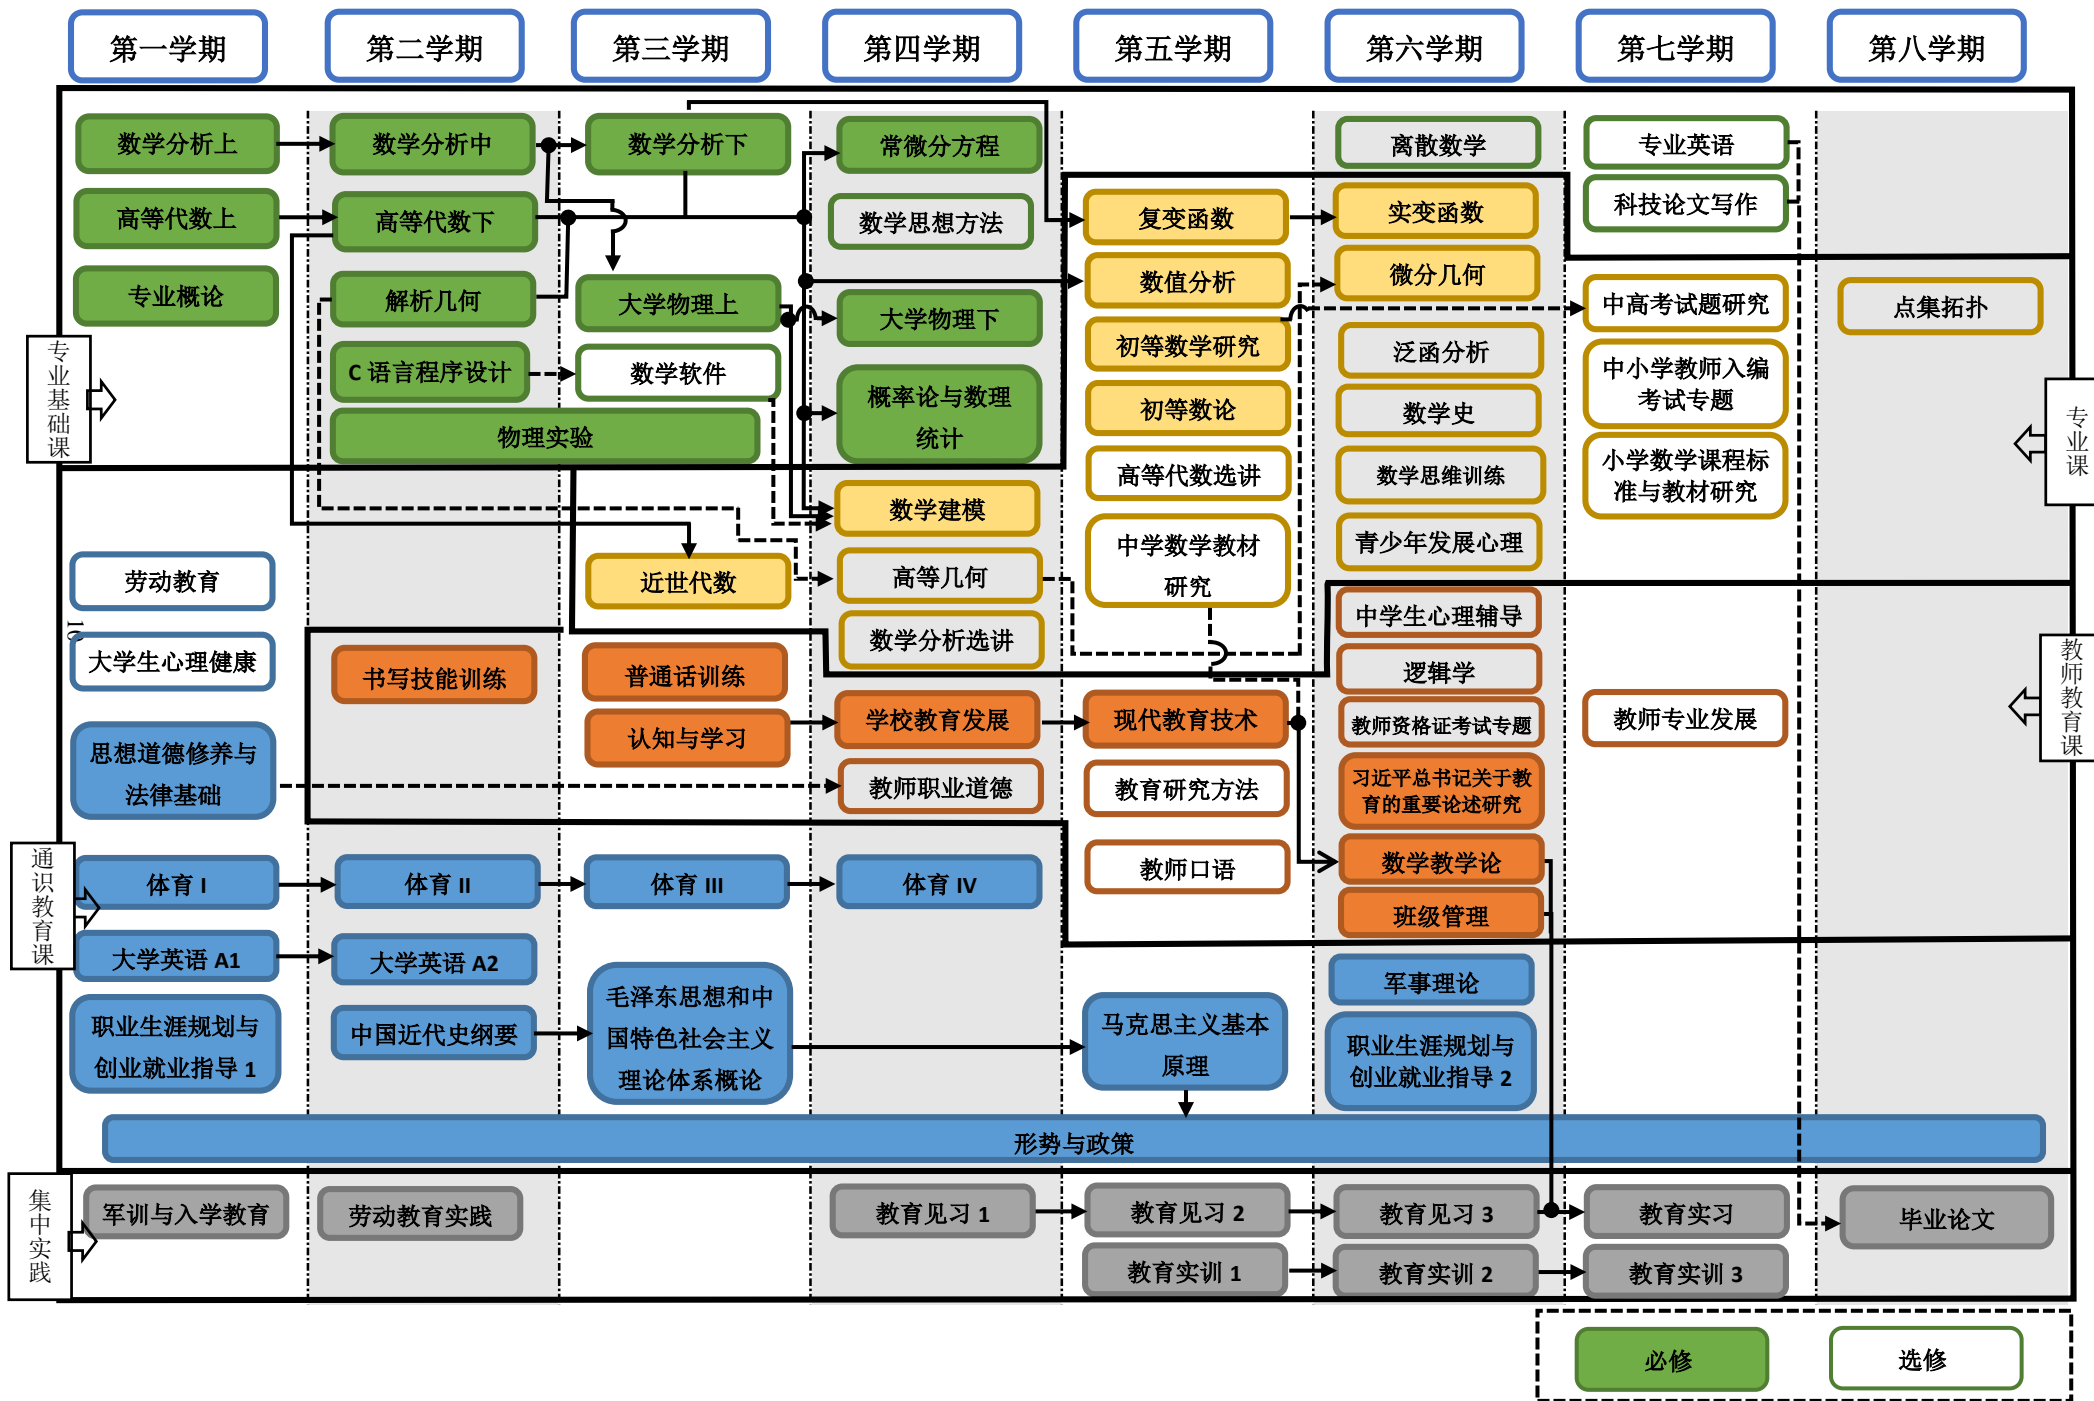 第一学期
第二学期
第三学期
第四学期
第五学期
第六学期
第七学期
第八学期
数学分析上
数学分析中
数学分析下
常微分方程
离散数学
专业英语
高等代数上
高等代数下
数学思想方法
复变函数
实变函数
科技论文写作
专业概论
解析几何
大学物理上
大学物理下
数值分析
微分几何
中高考试题研究
点集拓扑
C 语言程序设计
数学软件
初等数学研究
泛函分析
中小学教师入编
考试专题
物理实验
概率论与数理
统计
初等数论
数学史
高等代数选讲
数学思维训练
小学数学课程标
准与教材研究
专业基础课
专业课
数学建模
中学数学教材
研究
青少年发展心理
劳动教育
近世代数
高等几何
16
大学生心理健康
数学分析选讲
中学生心理辅导
逻辑学
书写技能训练
普通话训练
认知与学习
学校教育发展
现代教育技术
教师资格证考试专题
教师专业发展
教师教育课
思想道德修养与
法律基础
教师职业道德
教育研究方法
习近平总书记关于教
育的重要论述研究
教师口语
数学教学论
班级管理
通识教育课
体育 I
体育 II
体育 III
体育 IV
大学英语 A1
大学英语 A2
军事理论
职业生涯规划与
创业就业指导 1
中国近代史纲要
毛泽东思想和中
国特色社会主义
理论体系概论
马克思主义基本
原理
职业生涯规划与
创业就业指导 2
形势与政策
集中实践
军训与入学教育
劳动教育实践
教育见习 1
教育见习 2
教育见习 3
教育实习
毕业论文
教育实训 1
教育实训 2
教育实训 3
必修
选修